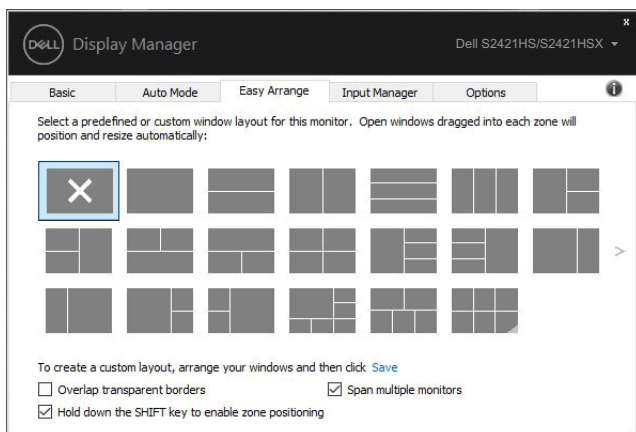 x
DELL Display Manager Dell S2421HS/S2421HSX
Basic Auto Mode Easy Arrange Input Manager Options
Select a predefined or custom window layout for this monitor. Open windows dragged into each zone will
position and resize automatically:
To create a custom layout, arrange your windows and then click Save
Overlap transparent borders Span multiple monitors
Hold down the SHIFT key to enable zone positioning